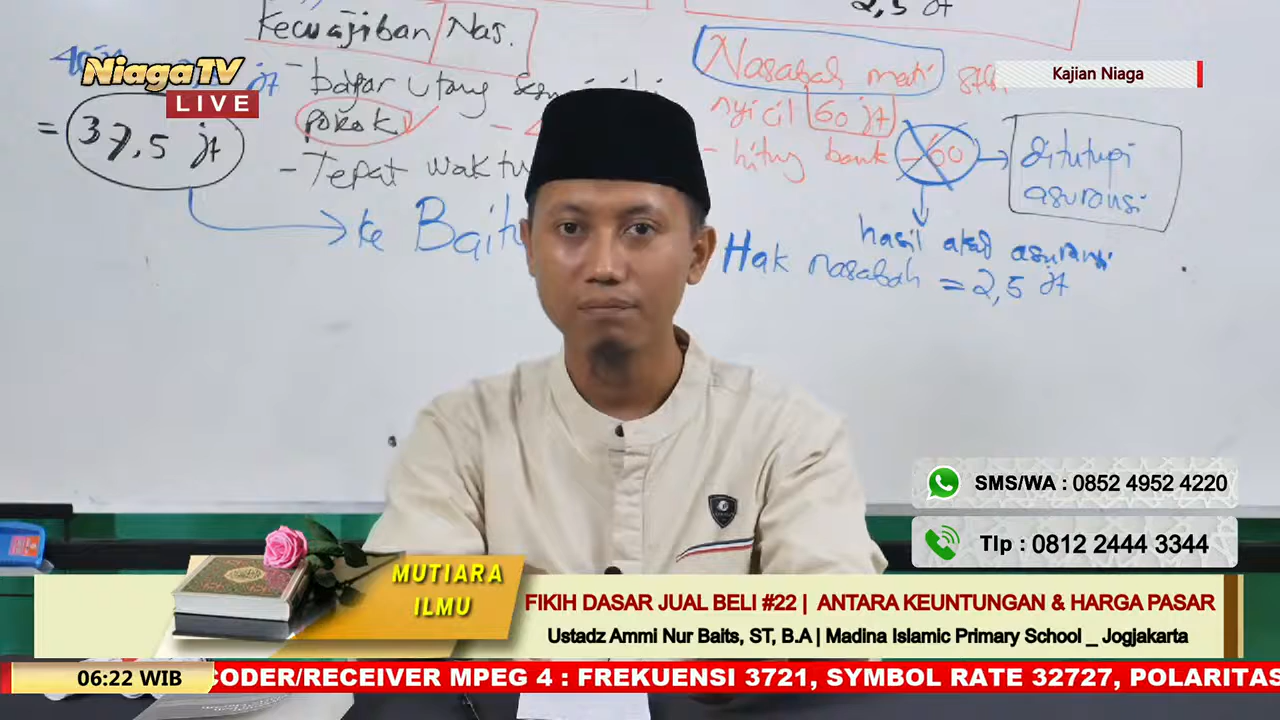 2,5 jt
Kewajiban Nas.
NiagaTV
LIVE
jt
= 37,5 jt
- bayar utang
pokok
- Tepat waktu
ke Baitu
Nasabah mati
nyicil 60 jt
- hitung bank -60
ditutupi
asuransi
hasil akad asuransi
Hak nasabah = 2,5 jt
Kajian Niaga
SMS/WA : 0852 4952 4220
Tlp : 0812 2444 3344
MUTIARA
ILMU
FIKIH DASAR JUAL BELI #22 | ANTARA KEUNTUNGAN & HARGA PASAR
Ustadz Ammi Nur Baits, ST, B.A | Madina Islamic Primary School _ Jogjakarta
06:22 WIB
CODER/RECEIVER MPEG 4 : FREKUENSI 3721, SYMBOL RATE 32727, POLARITAS